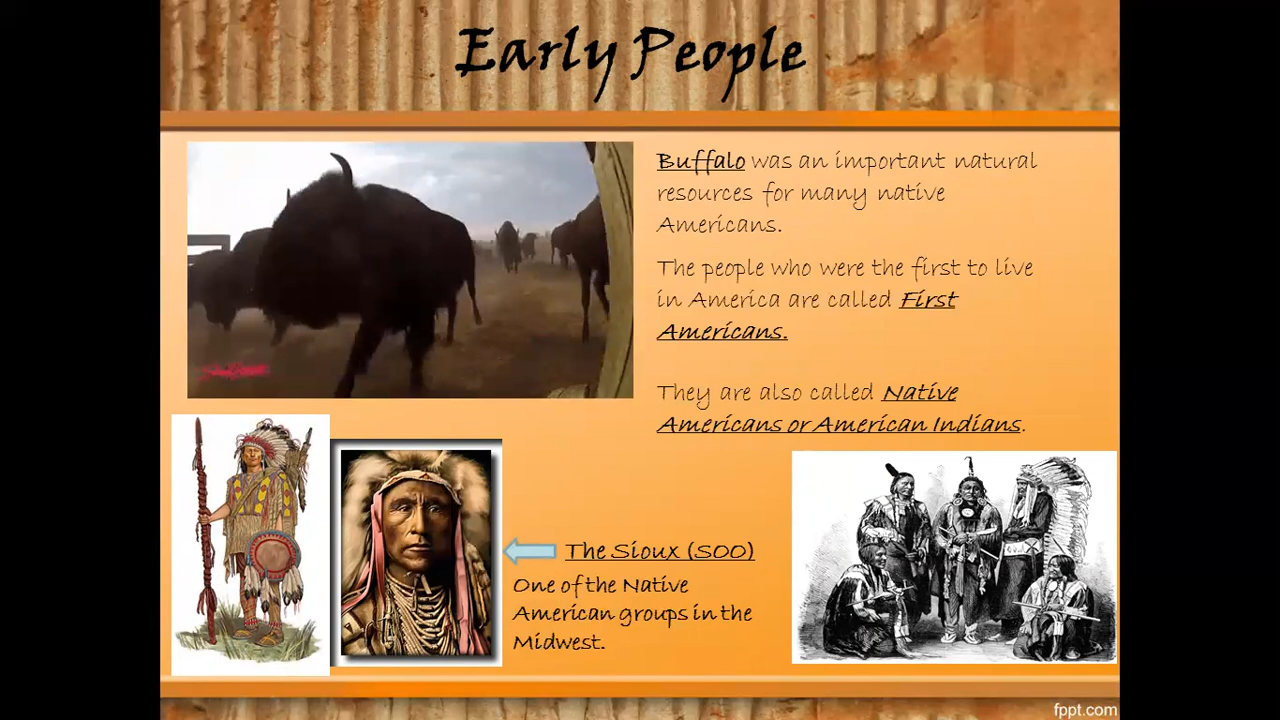 Early People
Buffalo was an important natural
resources for many native
Americans.
The people who were the first to live
in America are called First
Americans.
They are also called Native
Americans or American Indians.
The Sioux (SOO)
One of the Native
American groups in the
Midwest.
fppt.com